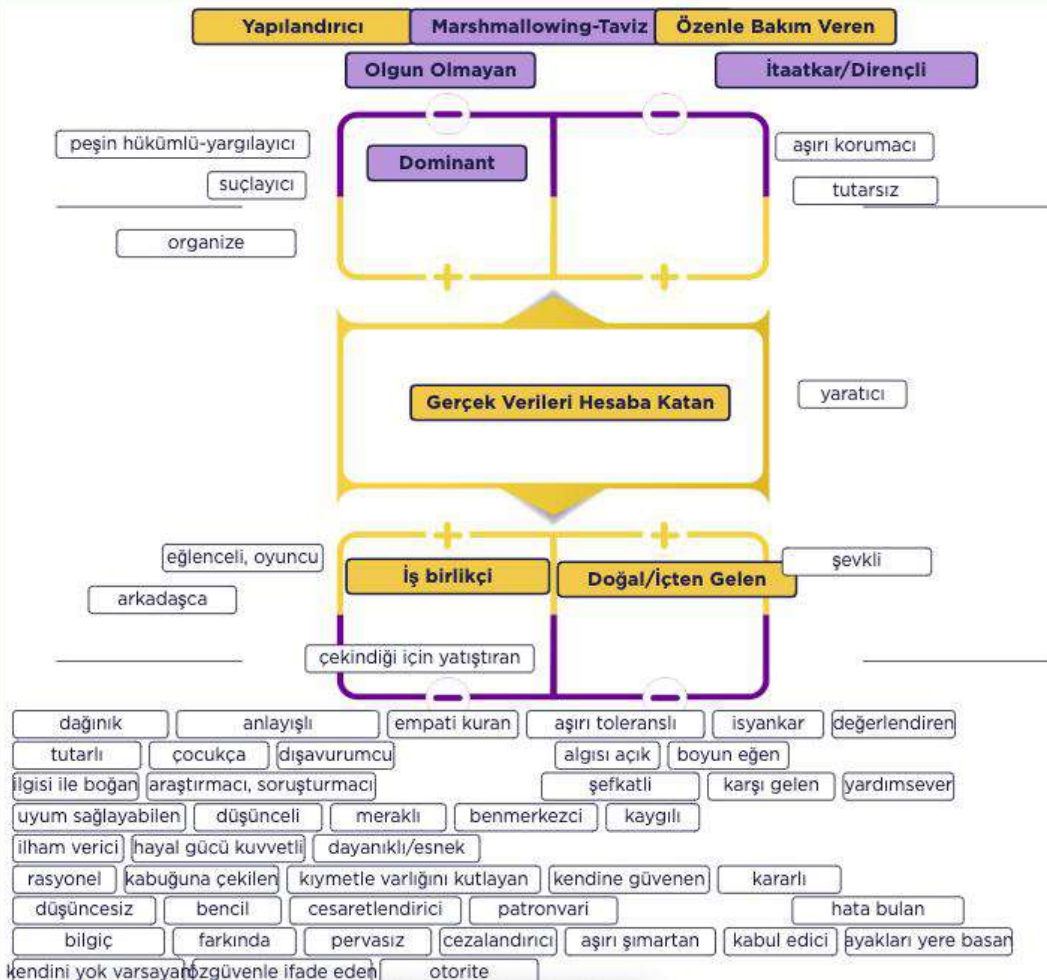 Yapılandırıcı Marshmallowing-Taviz Özenle Bakım Veren
Olgun Olmayan İtaatkar/Dirençli
peşin hükümlü-yargılayıcı
Dominant
aşırı korumacı
suçlayıcı
tutarsız
organize
Gerçek Verileri Hesaba Katan
yaratıcı
eğlenceli, oyuncu
İş birlikçi
Doğal/İçten Gelen
şevkli
arkadaşca
çekindiği için yatıştıran
dağınık anlayışlı empati kuran aşırı toleranslı isyankar değerlendiren
tutarlı çocukça dışavurumcu algısı açık boyun eğen
ilgisi ile boğan araştırmacı, soruşturmacı şefkatli karşı gelen yardımsever
uyum sağlayabilen düşünceli meraklı benmerkezci kaygılı
ilham verici hayal gücü kuvvetli dayanıklı/esnek
rasyonel kabuğuna çekilen kıymetle varlığını kutlayan kendine güvenen kararlı
düşüncesiz bencil cesaretlendirici patronvari hata bulan
bilgiç farkında pervasız cezalandırıcı aşırı şımartan kabul edici ayakları yere basan
kendini yok varsayan özgüvenle ifade eden otorite